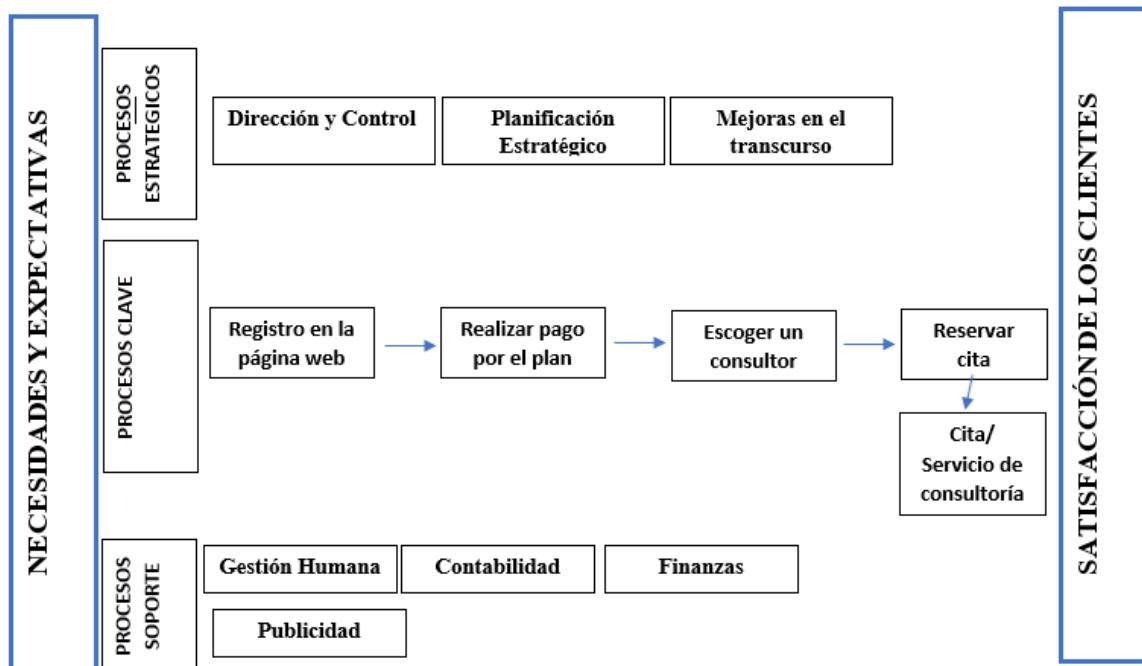 NECESIDADES Y EXPECTATIVAS
PROCESOS
ESTRATEGICOS
Dirección y Control
Planificación
Estratégico
Mejoras en el
transcurso
PROCESOS CLAVE
Registro en la
página web
Realizar pago
por el plan
Escoger un
consultor
Reservar
cita
Cita/
Servicio de
consultoría
PROCESOS
SOPORTE
Gestión Humana
Contabilidad
Finanzas
Publicidad
SATISFACCIÓN DE LOS CLIENTES